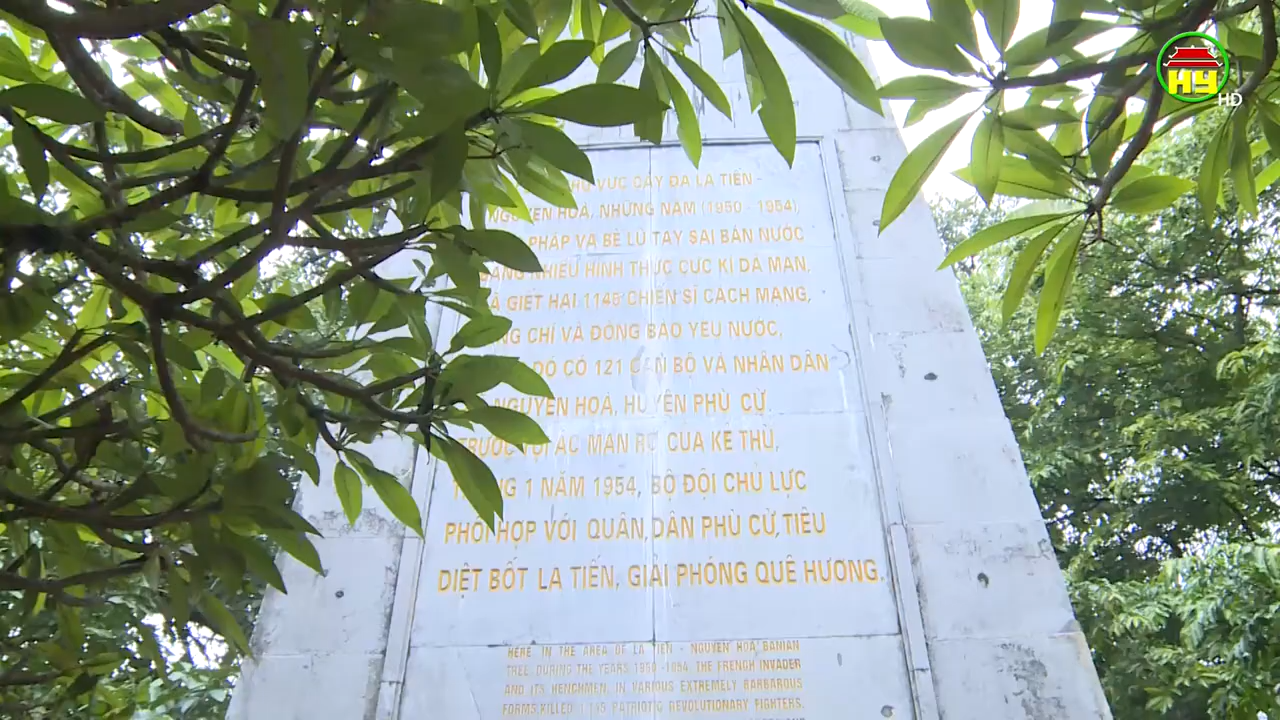 HY
HD
VỰC CÂY ĐA LA TIẾN -
NGUYÊN HOÀ, NHỮNG NĂM (1950 - 1954),
PHÁP VÀ BÈ LŨ TAY SAI BÁN NƯỚC
BẰNG NHIỀU HÌNH THỨC CỰC KÌ DÃ MAN,
GIẾT HẠI 1145 CHIẾN SĨ CÁCH MẠNG,
CHÍ VÀ ĐỒNG BÀO YÊU NƯỚC,
ĐÓ CÓ 121 CÁN BỘ VÀ NHÂN DÂN
NGUYÊN HOÀ, HUYỆN PHÙ CỪ.
TRƯỚC TỘI ÁC MAN RỢ CỦA KẺ THÙ,
1 NĂM 1954, BỘ ĐỘI CHỦ LỰC
PHỐI HỢP VỚI QUÂN, DÂN PHÙ CỪ, TIÊU
DIỆT BỐT LA TIẾN, GIẢI PHÓNG QUÊ HƯƠNG.
HERE IN THE AREA OF LA TIEN - NGUYEN HOA BANIAN
TREE, DURING THE YEARS 1950 - 1954, THE FRENCH INVADER
AND ITS HENCHMEN, IN VARIOUS EXTREMELY BARBAROUS
FORMS, KILLED 1145 PATRIOTIC REVOLUTIONARY FIGHTERS,